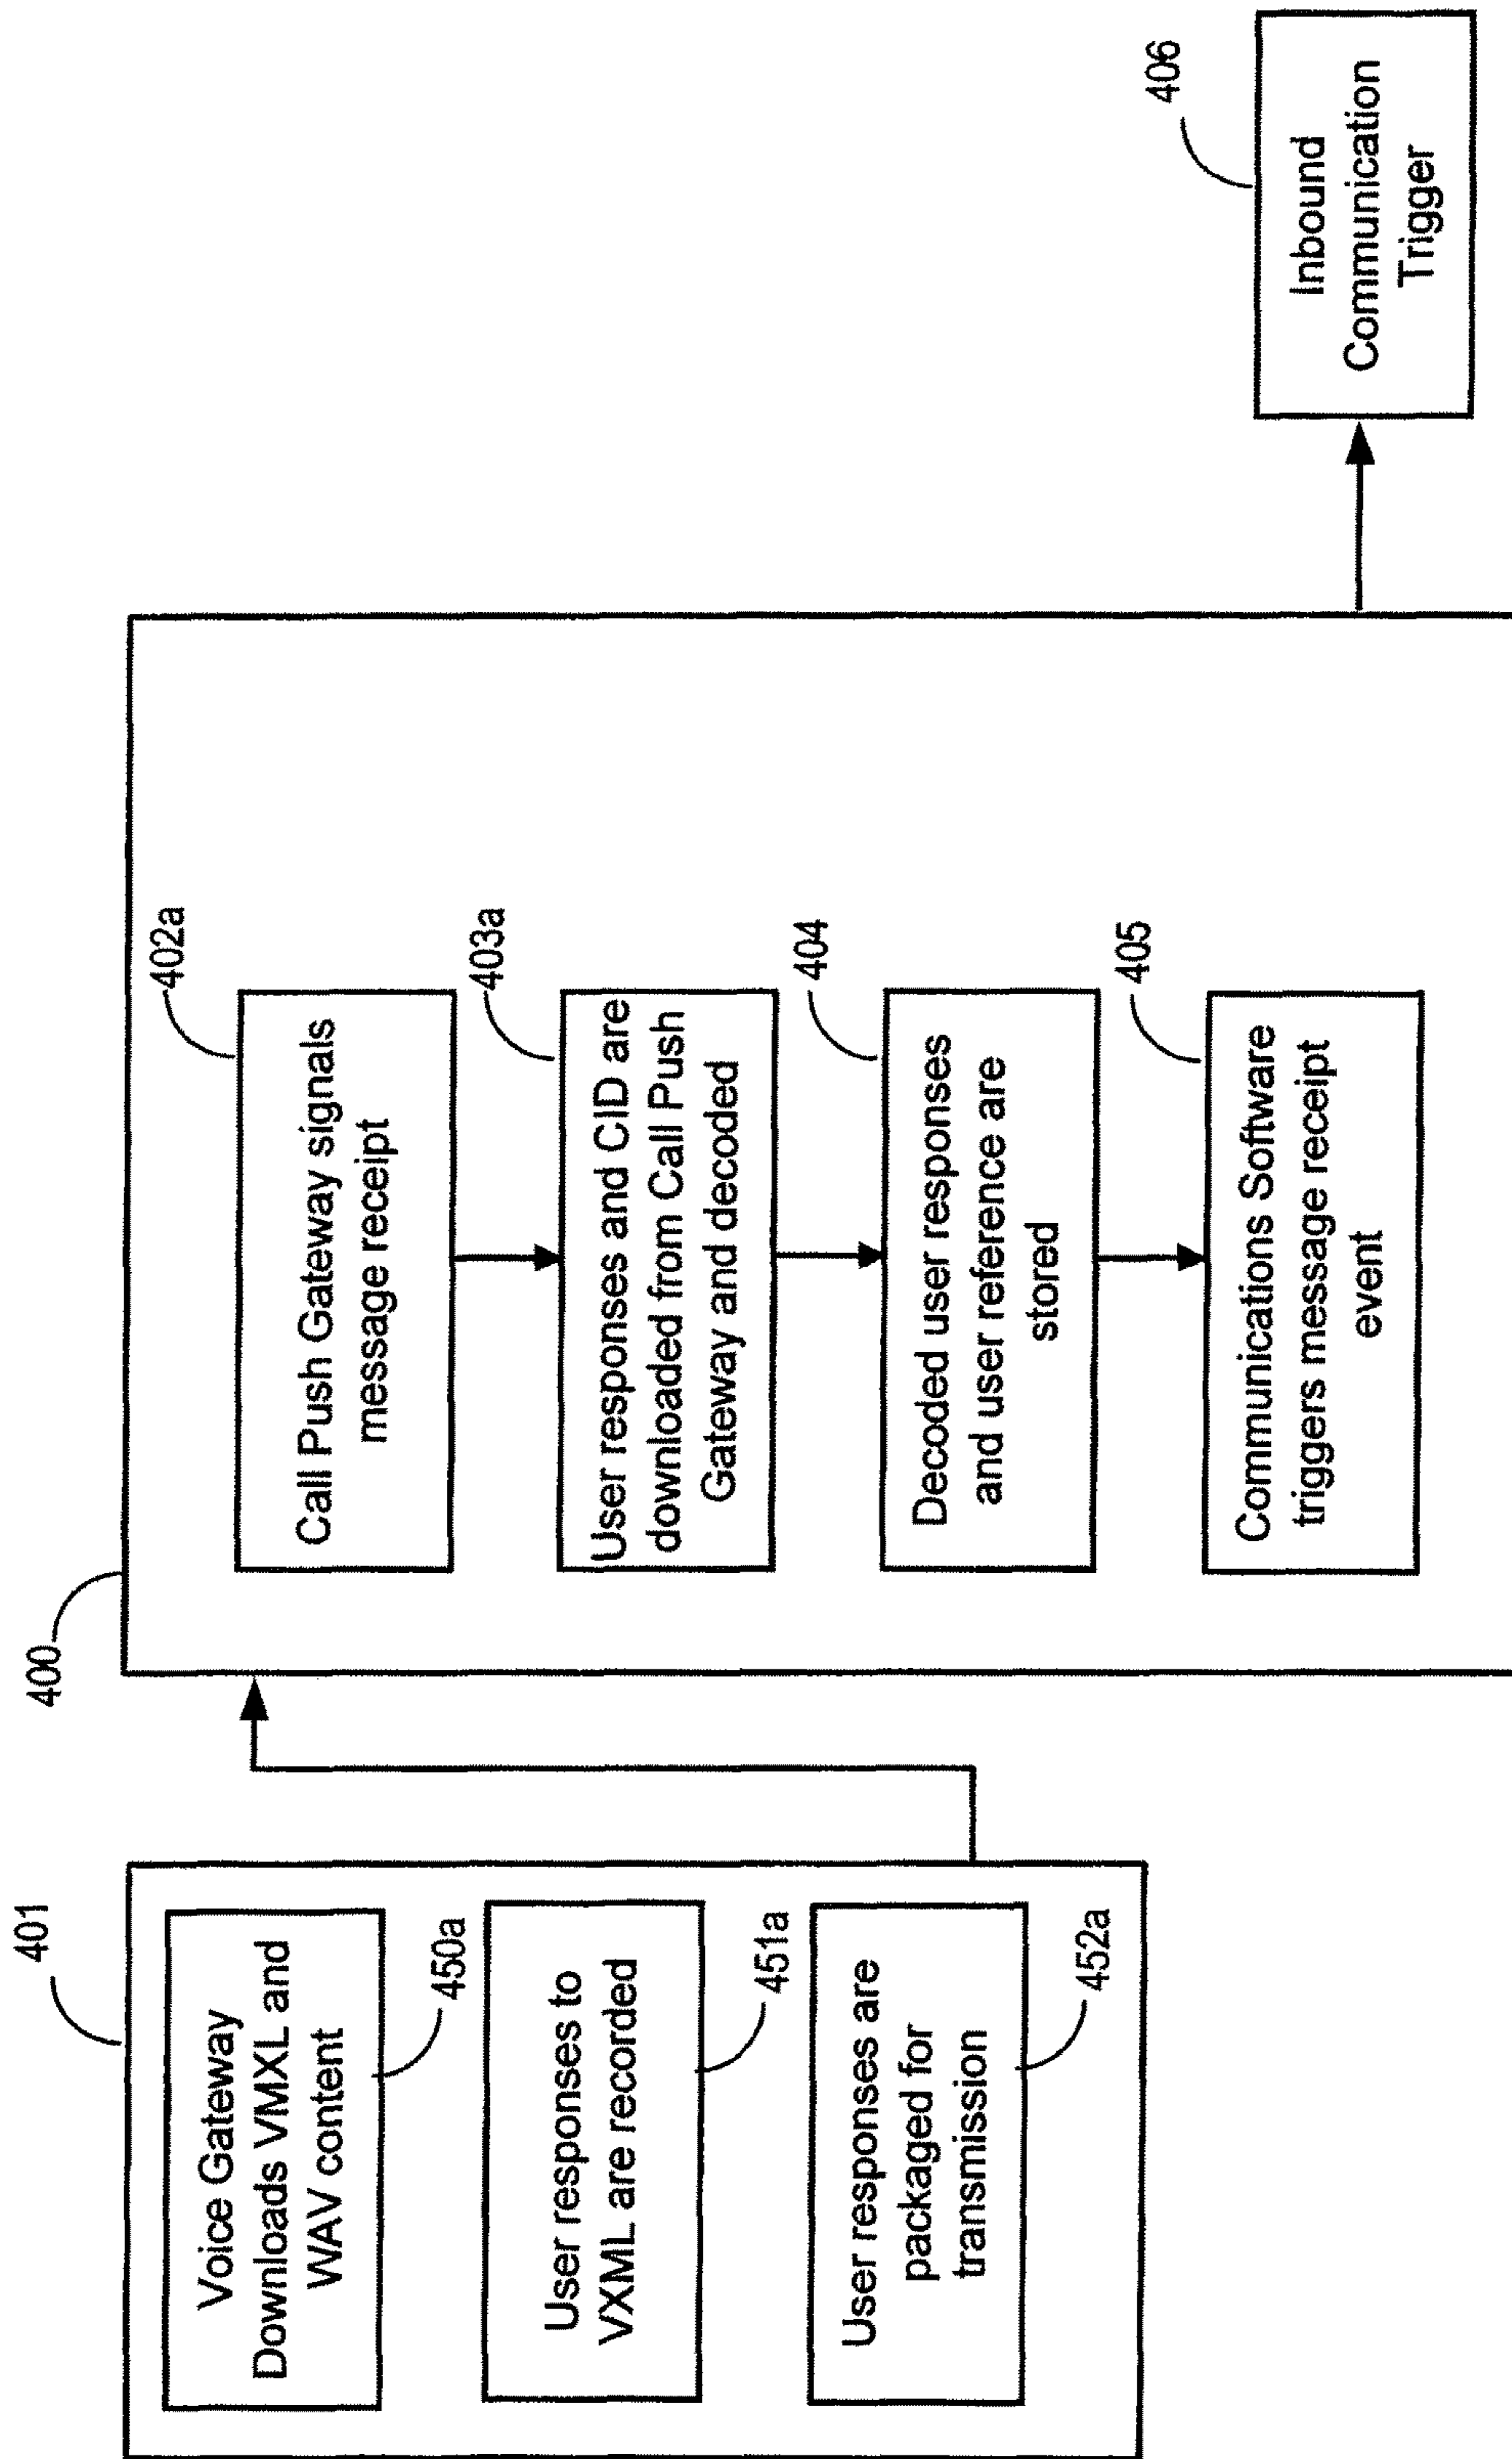 401
Voice Gateway
Downloads VMXL and
WAV content
450a
User responses to
VXML are recorded
451a
User responses are
packaged for
transmission
452a
400
402a
Call Push Gateway signals
message receipt
403a
User responses and CID are
downloaded from Call Push
Gateway and decoded
404
Decoded user responses
and user reference are
stored
405
Communications Software
triggers message receipt
event
406
Inbound
Communication
Trigger